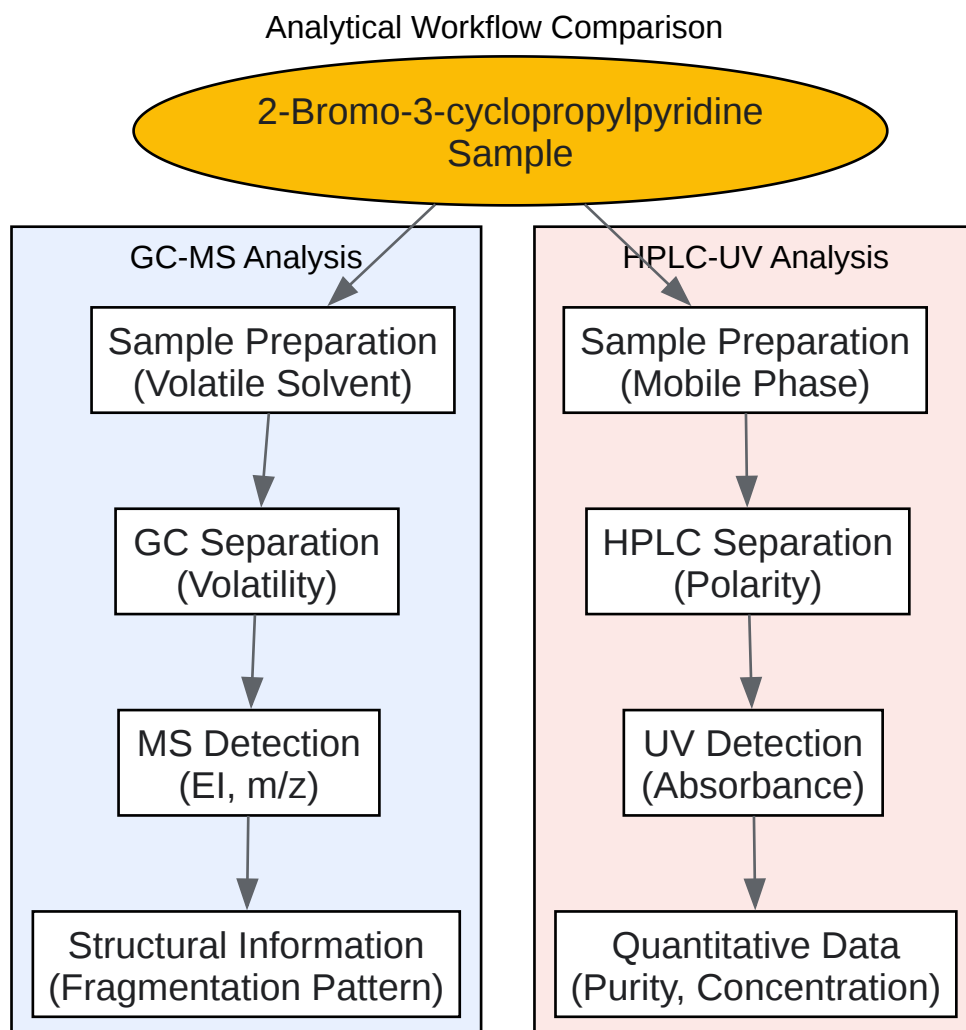 Analytical Workflow Comparison
2-Bromo-3-cyclopropylpyridine
Sample
GC-MS Analysis
Sample Preparation
(Volatile Solvent)
GC Separation
(Volatility)
MS Detection
(EI, m/z)
Structural Information
(Fragmentation Pattern)
HPLC-UV Analysis
Sample Preparation
(Mobile Phase)
HPLC Separation
(Polarity)
UV Detection
(Absorbance)
Quantitative Data
(Purity, Concentration)